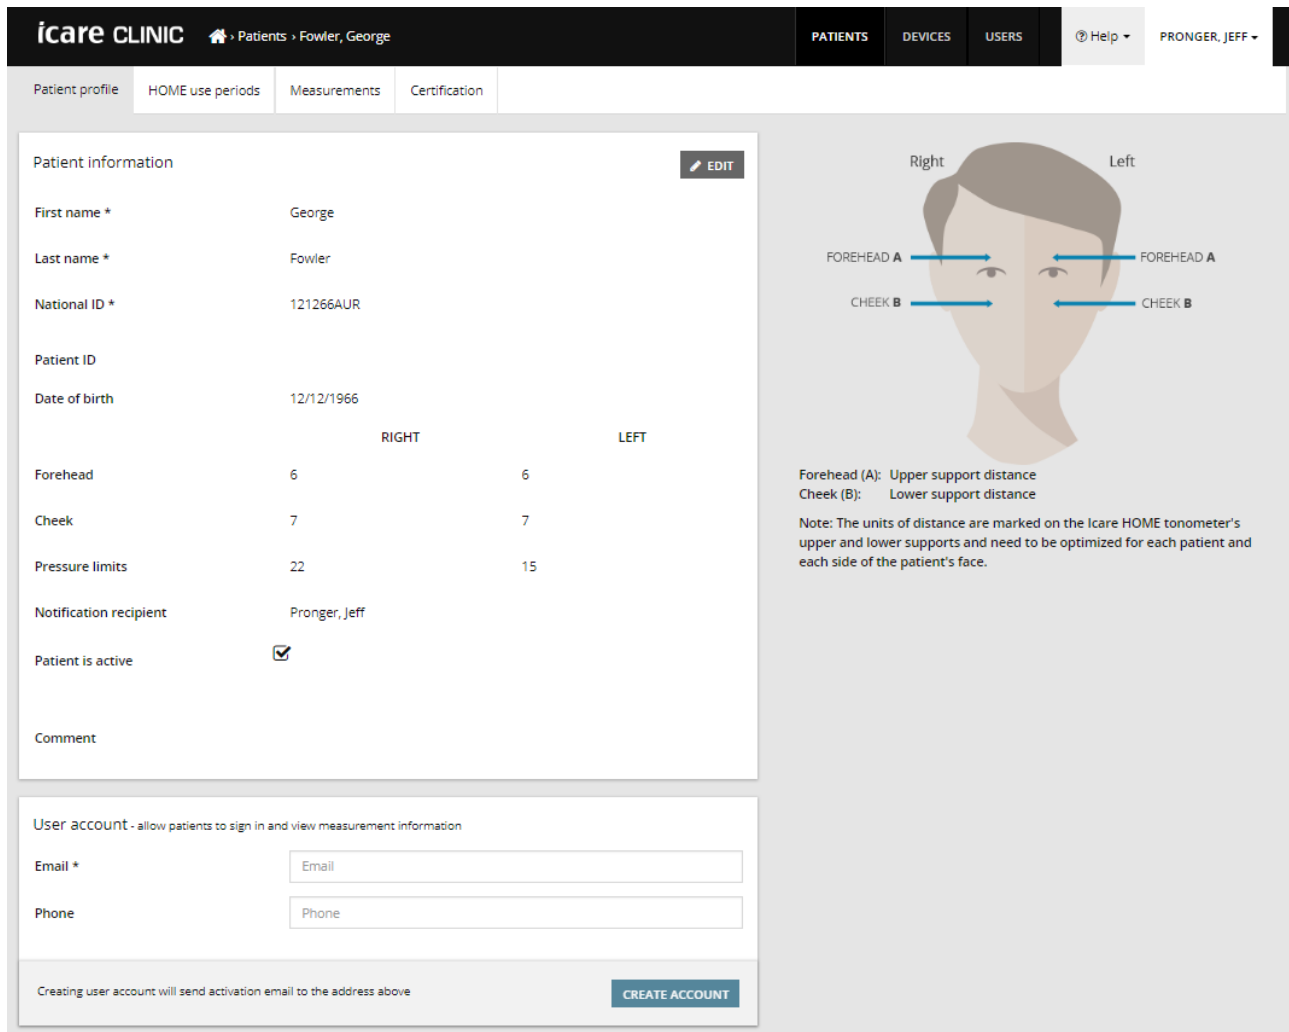 icare CLINIC › Patients › Fowler, George PATIENTS DEVICES USERS Help PRONGER, JEFF
Patient profile HOME use periods Measurements Certification
Patient information EDIT
First name * George
Last name * Fowler
National ID * 121266AUR
Patient ID
Date of birth 12/12/1966
RIGHT LEFT
Forehead 6 6
Cheek 7 7
Pressure limits 22 15
Notification recipient Pronger, Jeff
Patient is active
Comment
Right Left
FOREHEAD A FOREHEAD A
CHEEK B CHEEK B
Forehead (A): Upper support distance
Cheek (B): Lower support distance
Note: The units of distance are marked on the Icare HOME tonometer's
upper and lower supports and need to be optimized for each patient and
each side of the patient's face.
User account - allow patients to sign in and view measurement information
Email * Email
Phone Phone
Creating user account will send activation email to the address above CREATE ACCOUNT